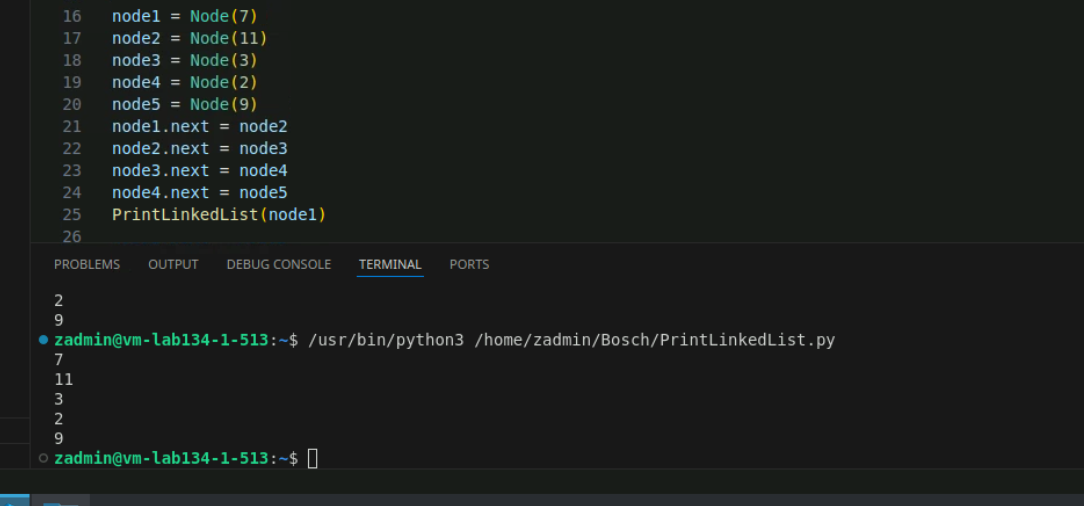 16 node1 = Node(7)
17 node2 = Node(11)
18 node3 = Node(3)
19 node4 = Node(2)
20 node5 = Node(9)
21 node1.next = node2
22 node2.next = node3
23 node3.next = node4
24 node4.next = node5
25 PrintLinkedList(node1)
26
PROBLEMS OUTPUT DEBUG CONSOLE TERMINAL PORTS
2
9
zadmin@vm-lab134-1-513:~$ /usr/bin/python3 /home/zadmin/Bosch/PrintLinkedList.py
7
11
3
2
9
zadmin@vm-lab134-1-513:~$